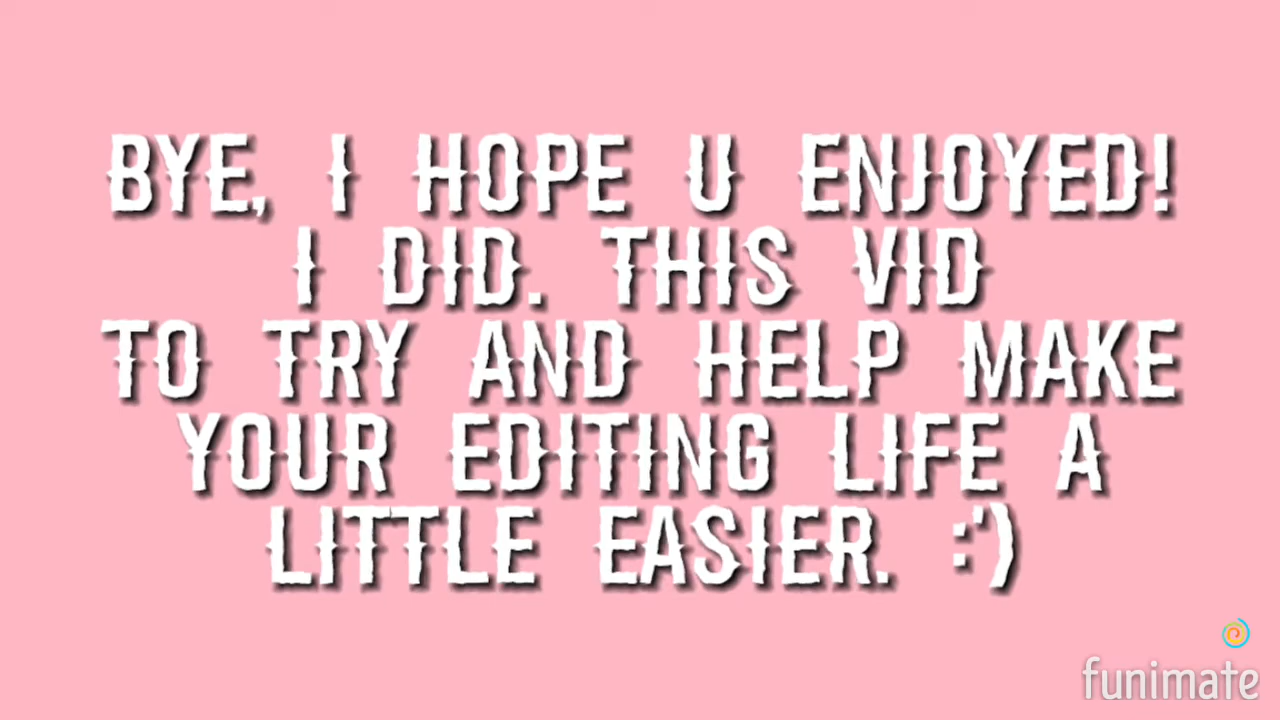 BYE, I HOPE U ENJOYED!
I DID. THIS VID
TO TRY AND HELP MAKE
YOUR EDITING LIFE A
LITTLE EASIER. :')
funimate